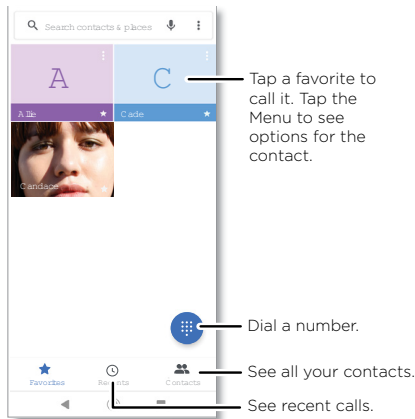 Search contacts & places
A
C
Allie
Cade
Candace
Tap a favorite to
call it. Tap the
Menu to see
options for the
contact.
Dial a number.
Favorites
Recents
Contacts
See all your contacts.
See recent calls.